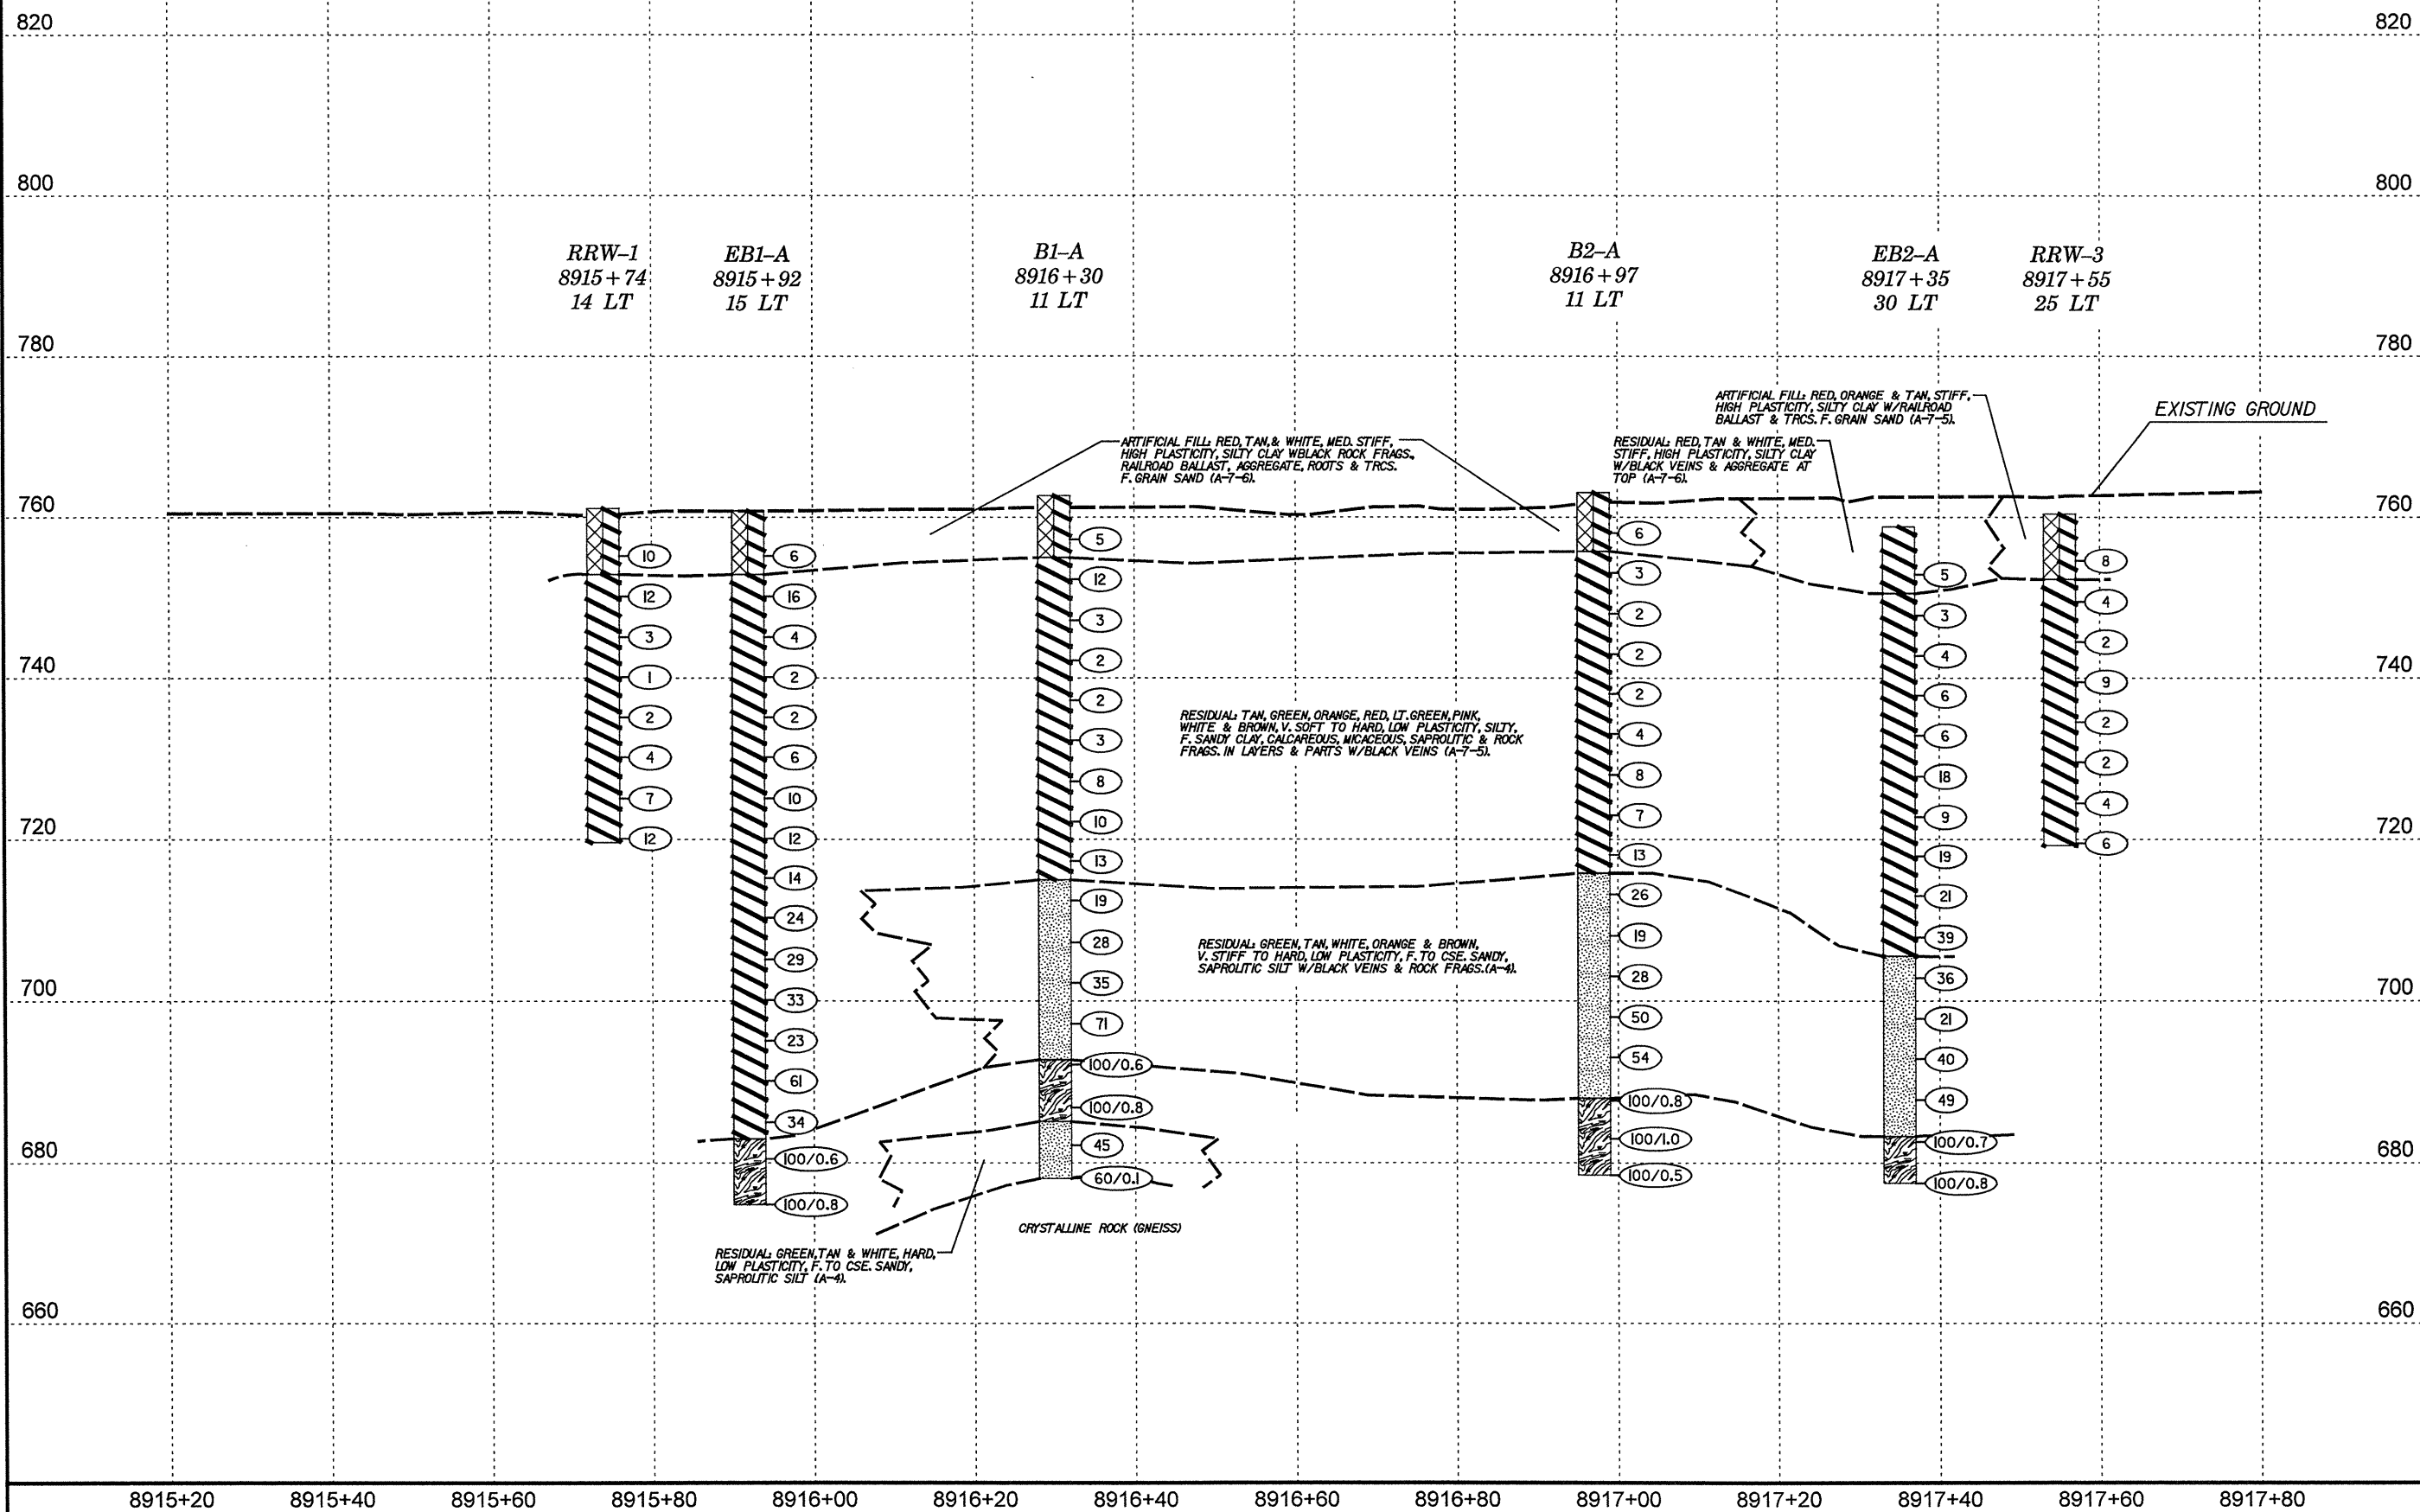 820 820
800 800
RRW-1
8915+74
14 LT
EB1-A
8915+92
15 LT
B1-A
8916+30
11 LT
B2-A
8916+97
11 LT
EB2-A
8917+35
30 LT
RRW-3
8917+55
25 LT
780 780
ARTIFICIAL FILL: RED, ORANGE & TAN, STIFF,
HIGH PLASTICITY, SILTY CLAY W/RAILROAD
BALLAST & TRCS. F. GRAIN SAND (A-7-5).
EXISTING GROUND
ARTIFICIAL FILL: RED, TAN, & WHITE, MED. STIFF,
HIGH PLASTICITY, SILTY CLAY WBLACK ROCK FRAGS.,
RAILROAD BALLAST, AGGREGATE, ROOTS & TRCS.
F. GRAIN SAND (A-7-6).
RESIDUAL: RED, TAN & WHITE, MED.
STIFF, HIGH PLASTICITY, SILTY CLAY
W/BLACK VEINS & AGGREGATE AT
TOP (A-7-6).
760 760
740 740
720 720
700 700
680 680
660 660
10
12
3
1
2
4
7
12
6
16
4
2
2
6
10
12
14
24
29
33
23
61
34
100/0.6
100/0.8
5
12
3
2
2
3
8
10
13
19
28
35
71
100/0.6
100/0.8
45
60/0.1
RESIDUAL: TAN, GREEN, ORANGE, RED, LT. GREEN, PINK,
WHITE & BROWN, V. SOFT TO HARD, LOW PLASTICITY, SILTY,
F. SANDY CLAY, CALCAREOUS, MICACEOUS, SAPROLITIC & ROCK
FRAGS. IN LAYERS & PARTS W/BLACK VEINS (A-7-5).
RESIDUAL: GREEN, TAN, WHITE, ORANGE & BROWN,
V. STIFF TO HARD, LOW PLASTICITY, F. TO CSE. SANDY,
SAPROLITIC SILT W/BLACK VEINS & ROCK FRAGS. (A-4).
6
3
2
2
2
4
8
7
13
26
19
28
50
54
100/0.8
100/1.0
100/0.5
5
3
4
6
6
18
9
19
21
39
36
21
40
49
100/0.7
100/0.8
8
4
2
9
2
2
4
6
CRYSTALLINE ROCK (GNEISS)
RESIDUAL: GREEN, TAN & WHITE, HARD,
LOW PLASTICITY, F. TO CSE. SANDY,
SAPROLITIC SILT (A-4).
8915+20 8915+40 8915+60 8915+80 8916+00 8916+20 8916+40 8916+60 8916+80 8917+00 8917+20 8917+40 8917+60 8917+80